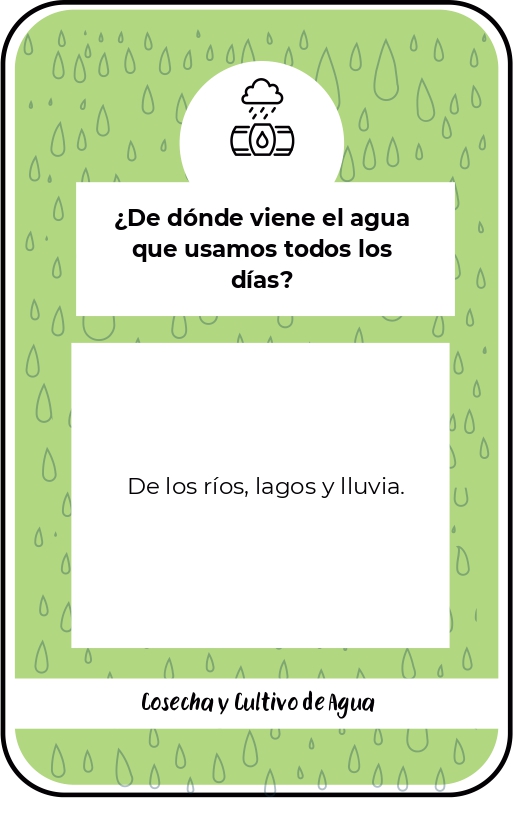 ¿De dónde viene el agua
que usamos todos los
días?
De los ríos, lagos y lluvia.
Cosecha y Cultivo de Agua